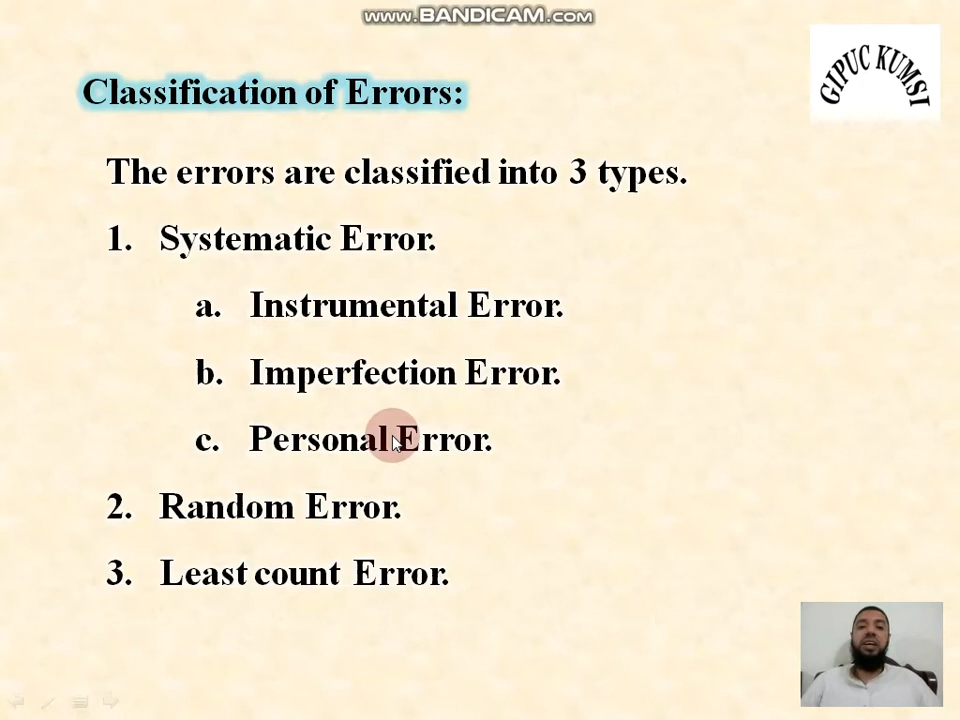 www.BANDICAM.com
GIPUC KUMSI
Classification of Errors:
The errors are classified into 3 types.
1. Systematic Error.
a. Instrumental Error.
b. Imperfection Error.
c. Personal Error.
2. Random Error.
3. Least count Error.